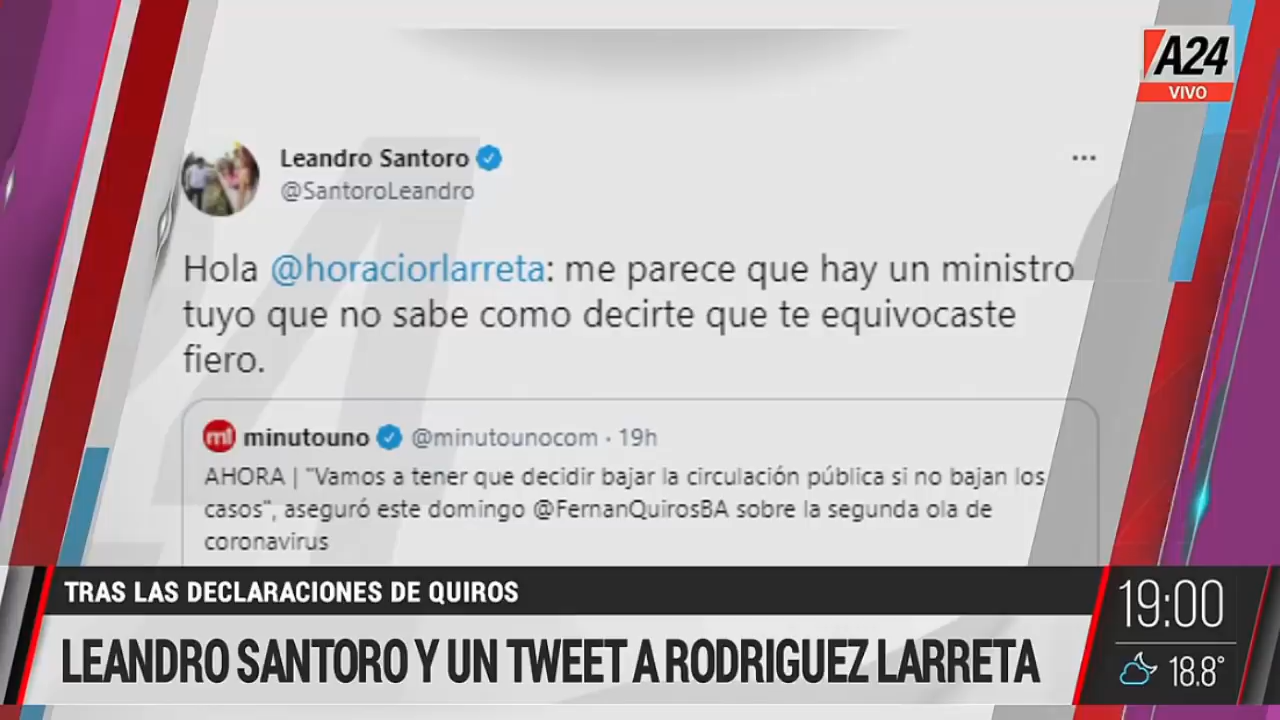 A24
VIVO
Leandro Santoro
@SantoroLeandro
Hola @horaciorlarreta: me parece que hay un ministro
tuyo que no sabe como decirte que te equivocaste
fiero.
m1 minutouno @minutounocom · 19h
AHORA | "Vamos a tener que decidir bajar la circulación pública si no bajan los
casos", aseguró este domingo @FernanQuirosBA sobre la segunda ola de
coronavirus
TRAS LAS DECLARACIONES DE QUIROS
LEANDRO SANTORO Y UN TWEET A RODRIGUEZ LARRETA
19:00
18.8°